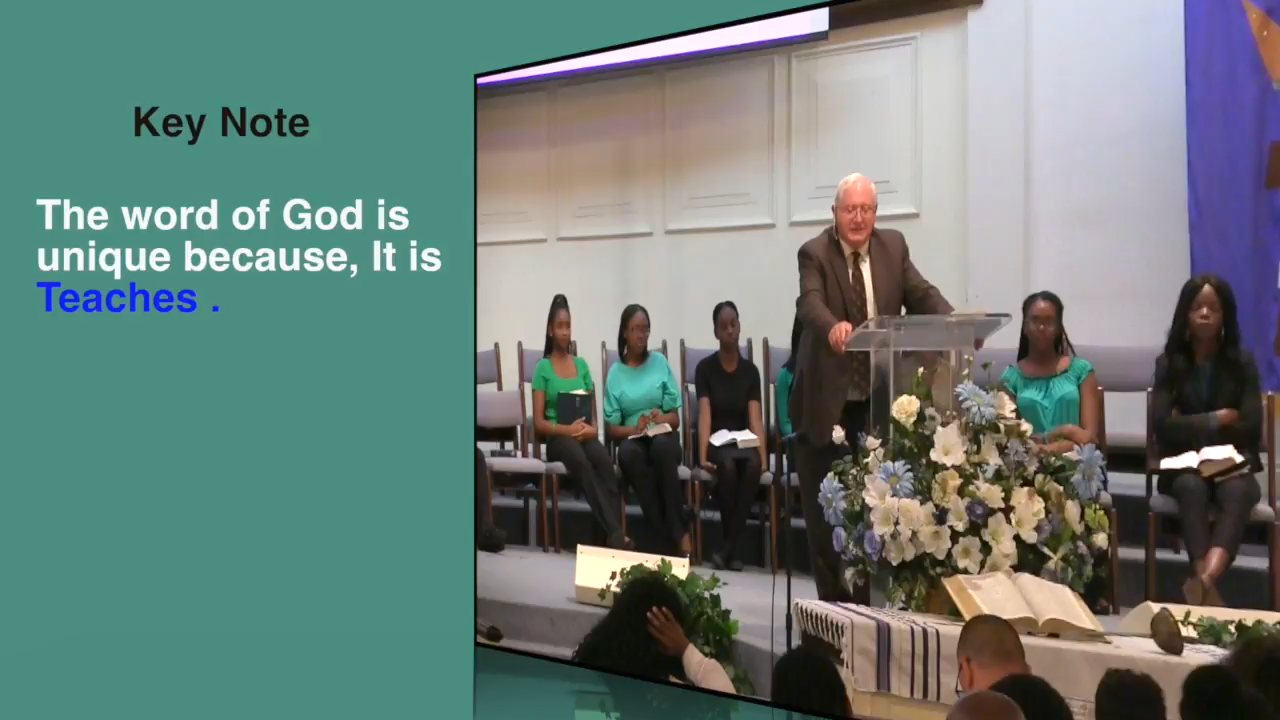 Key Note
The word of God is
unique because, It is
Teaches .